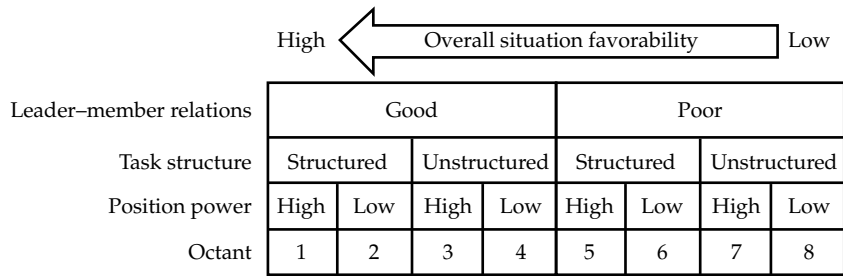 High Overall situation favorability Low
Leader–member relations Good Poor
Task structure Structured Unstructured Structured Unstructured
Position power High Low High Low High Low High Low
Octant 1 2 3 4 5 6 7 8